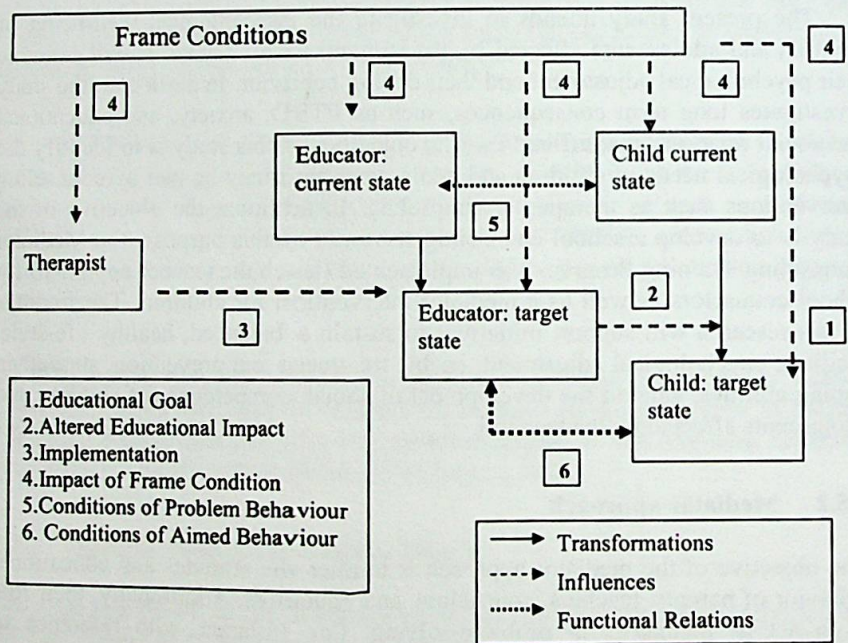 Frame Conditions
4
4
4
4
4
Educator:
current state
Child current
state
5
1
Therapist
3
Educator: target
state
2
Child: target
state
6
1.Educational Goal
2.Altered Educational Impact
3.Implementation
4.Impact of Frame Condition
5.Conditions of Problem Behaviour
6. Conditions of Aimed Behaviour
Transformations
Influences
Functional Relations